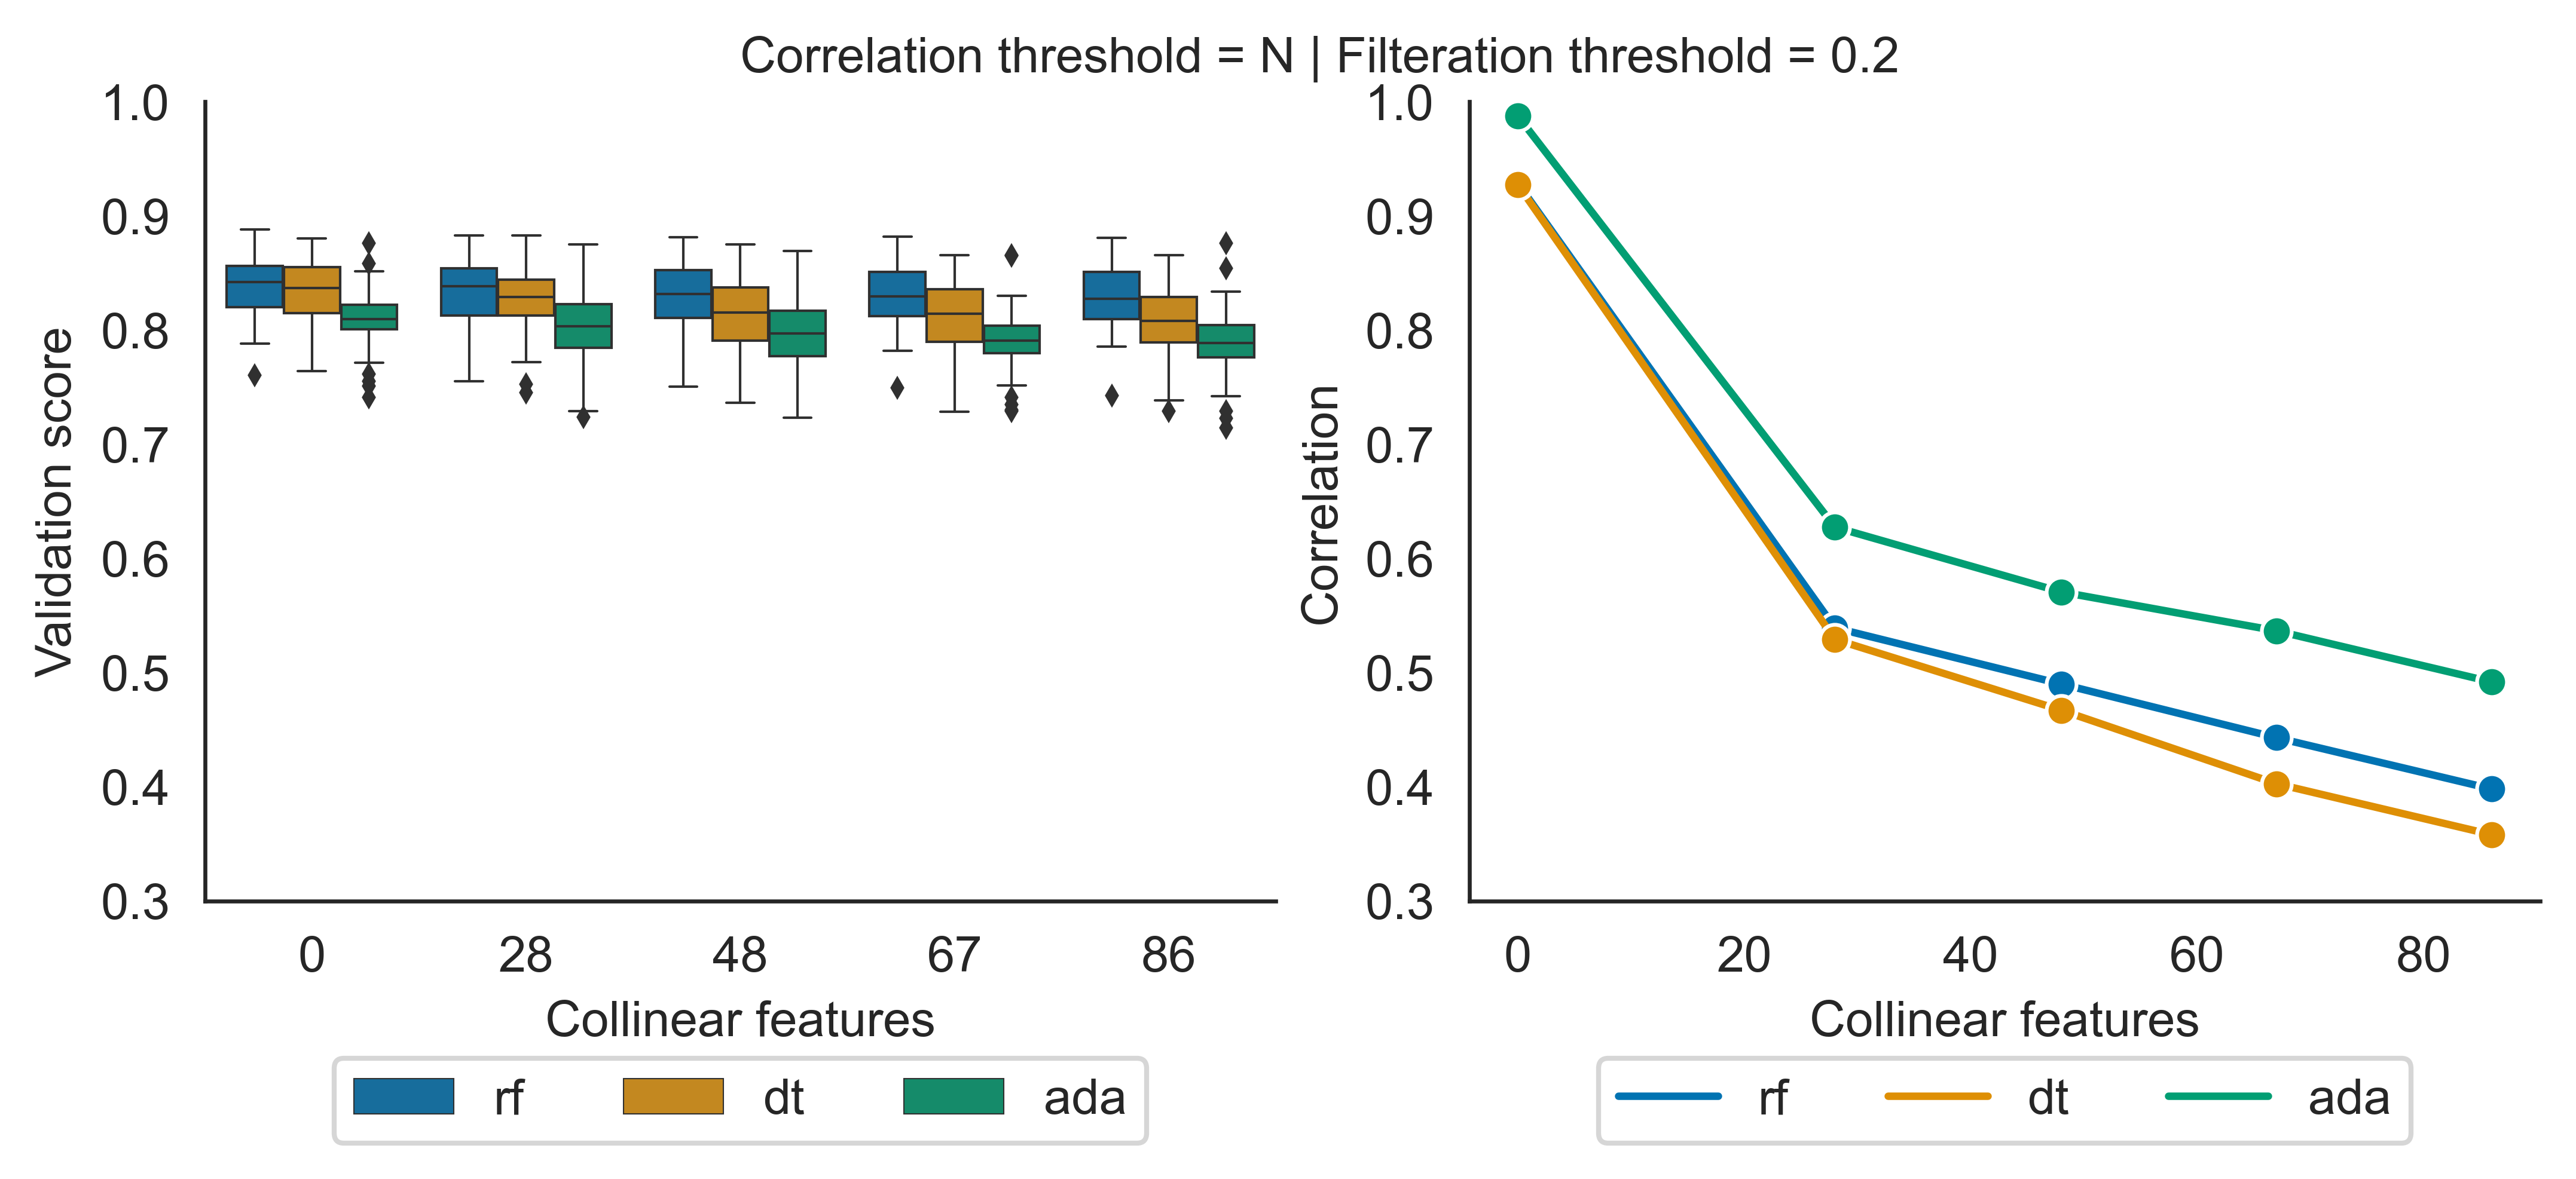 Correlation threshold = N | Filteration threshold = 0.2
1.0
0.9
0.8
0.7
0.6
0.5
0.4
0.3
Validation score
0 28 48 67 86
Collinear features
rf dt ada
1.0
0.9
0.8
0.7
0.6
0.5
0.4
0.3
Correlation
0 20 40 60 80
Collinear features
rf dt ada